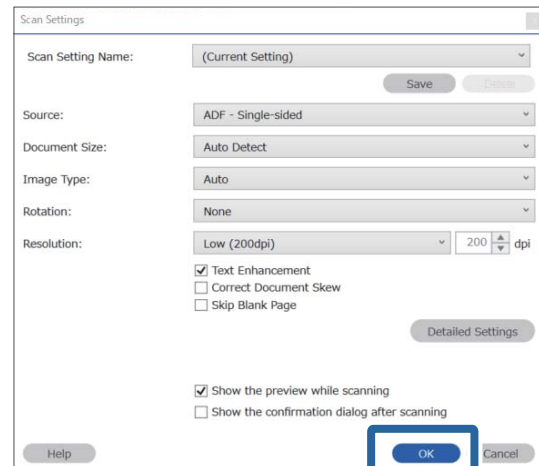 Scan Settings
Scan Setting Name: (Current Setting)
Save Delete
Source: ADF - Single-sided
Document Size: Auto Detect
Image Type: Auto
Rotation: None
Resolution: Low (200dpi) 200 dpi
Text Enhancement
Correct Document Skew
Skip Blank Page
Detailed Settings
Show the preview while scanning
Show the confirmation dialog after scanning
Help OK Cancel